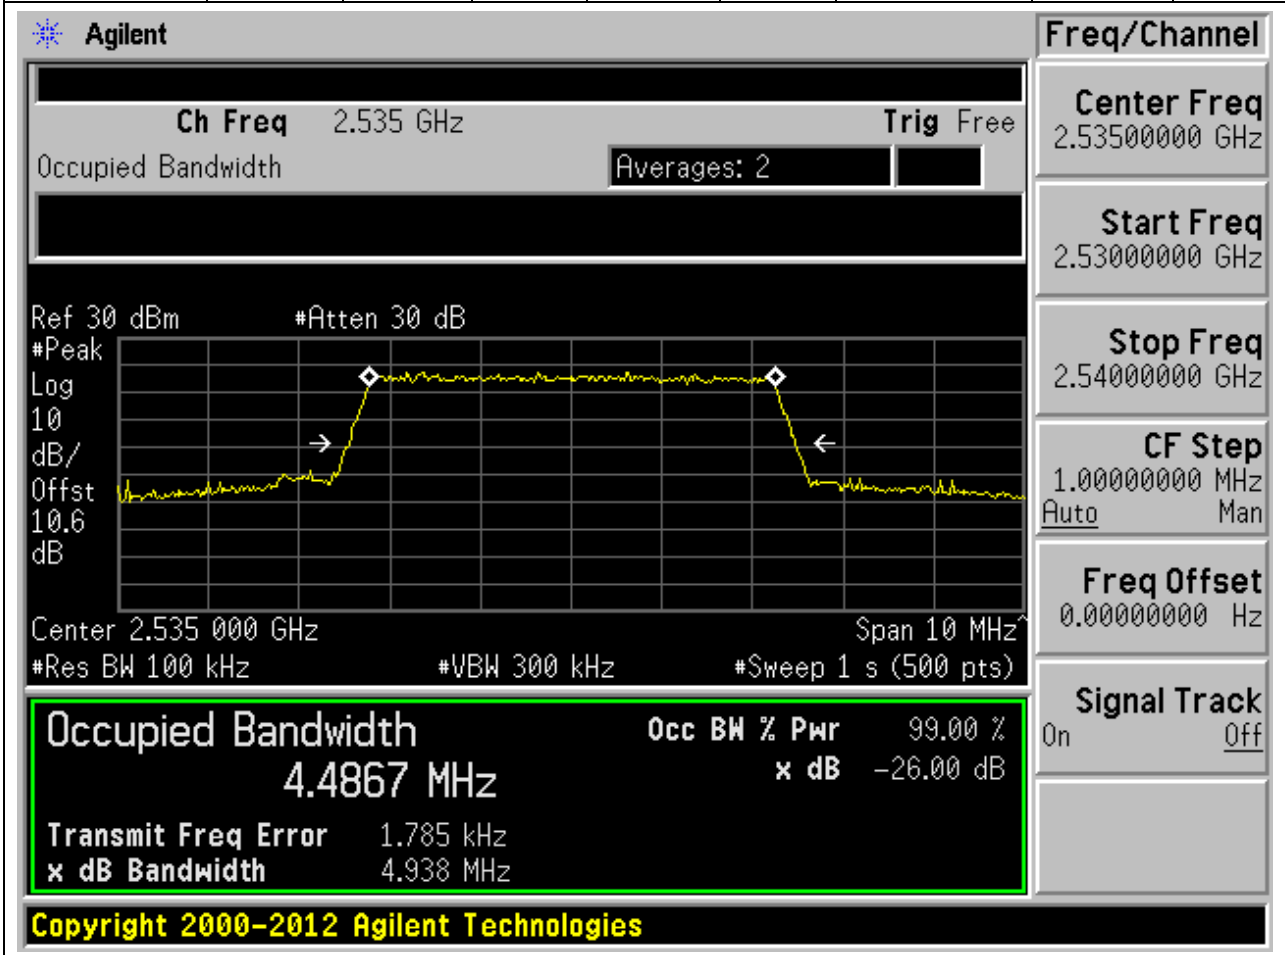 Agilent
Freq/Channel
Ch Freq 2.535 GHz Trig Free
Occupied Bandwidth Averages: 2
Center Freq
2.53500000 GHz
Start Freq
2.53000000 GHz
Stop Freq
2.54000000 GHz
CF Step
1.00000000 MHz
Auto Man
Freq Offset
0.00000000 Hz
Signal Track
On Off
Ref 30 dBm #Atten 30 dB
#Peak
Log
10
dB/
Offst
10.6
dB
Center 2.535 000 GHz Span 10 MHz^
#Res BW 100 kHz #VBW 300 kHz #Sweep 1 s (500 pts)
Occupied Bandwidth Occ BW % Pwr 99.00 %
4.4867 MHz x dB -26.00 dB
Transmit Freq Error 1.785 kHz
x dB Bandwidth 4.938 MHz
Copyright 2000-2012 Agilent Technologies